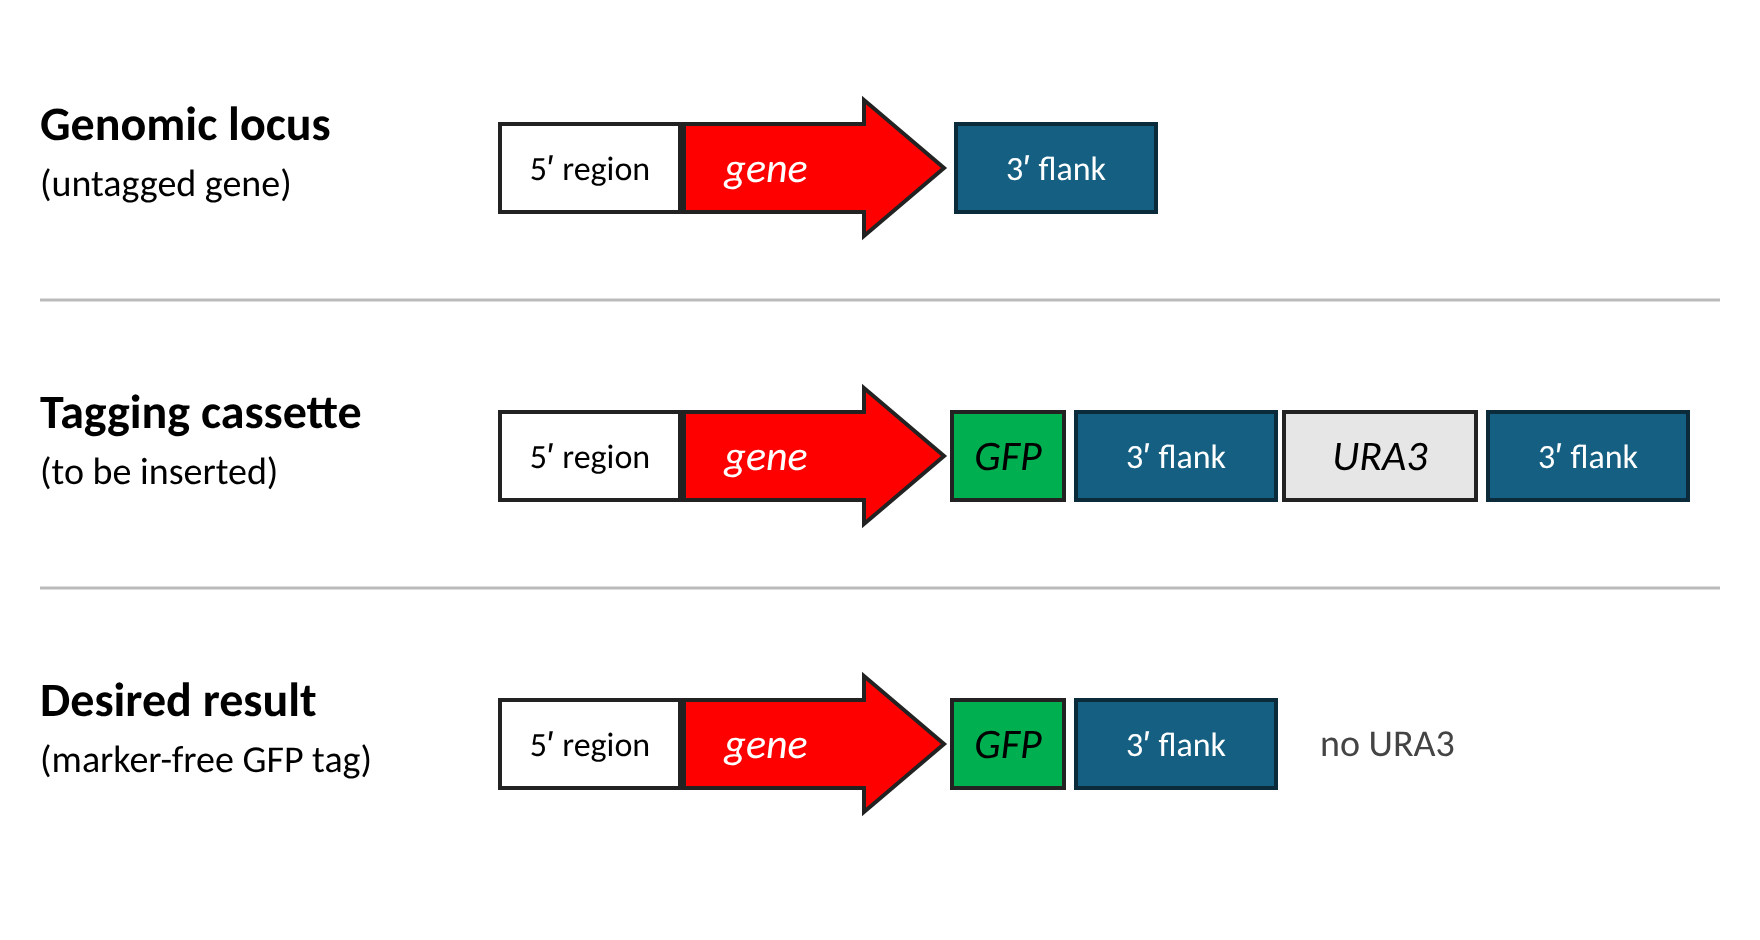 Genomic locus
(untagged gene)
5′ region gene 3′ flank
Tagging cassette
(to be inserted)
5′ region gene GFP 3′ flank URA3 3′ flank
Desired result
(marker-free GFP tag)
5′ region gene GFP 3′ flank no URA3